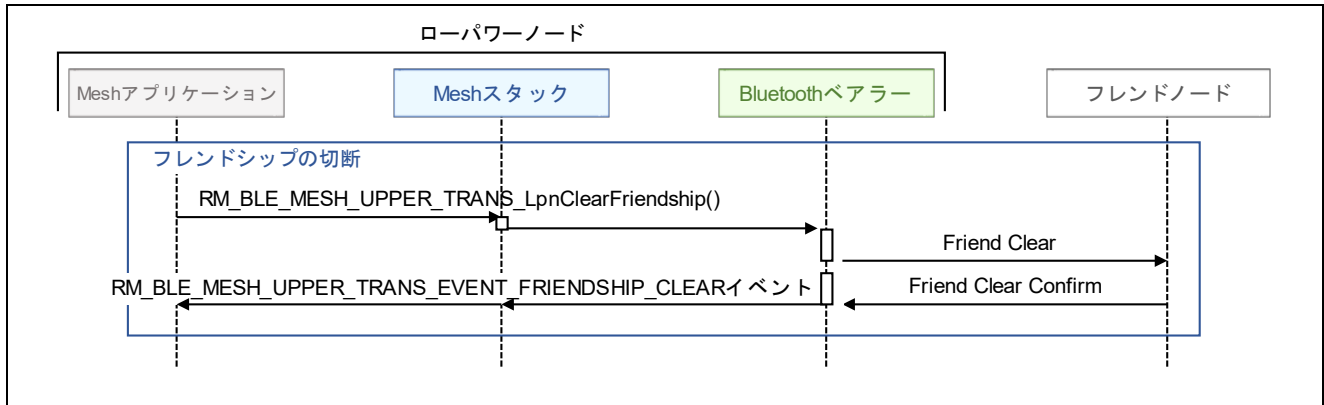 ローパワーノード
Meshアプリケーション
Meshスタック
Bluetoothベアラー
フレンドノード
フレンドシップの切断
RM_BLE_MESH_UPPER_TRANS_LpnClearFriendship()
Friend Clear
RM_BLE_MESH_UPPER_TRANS_EVENT_FRIENDSHIP_CLEARイベント
Friend Clear Confirm